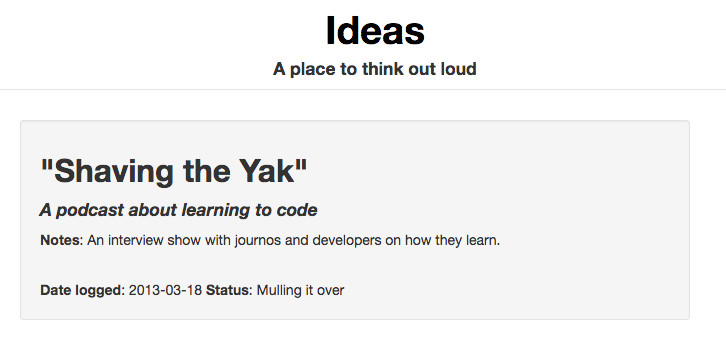 Ideas
A place to think out loud
"Shaving the Yak"
A podcast about learning to code
Notes: An interview show with journos and developers on how they learn.
Date logged: 2013-03-18 Status: Mulling it over